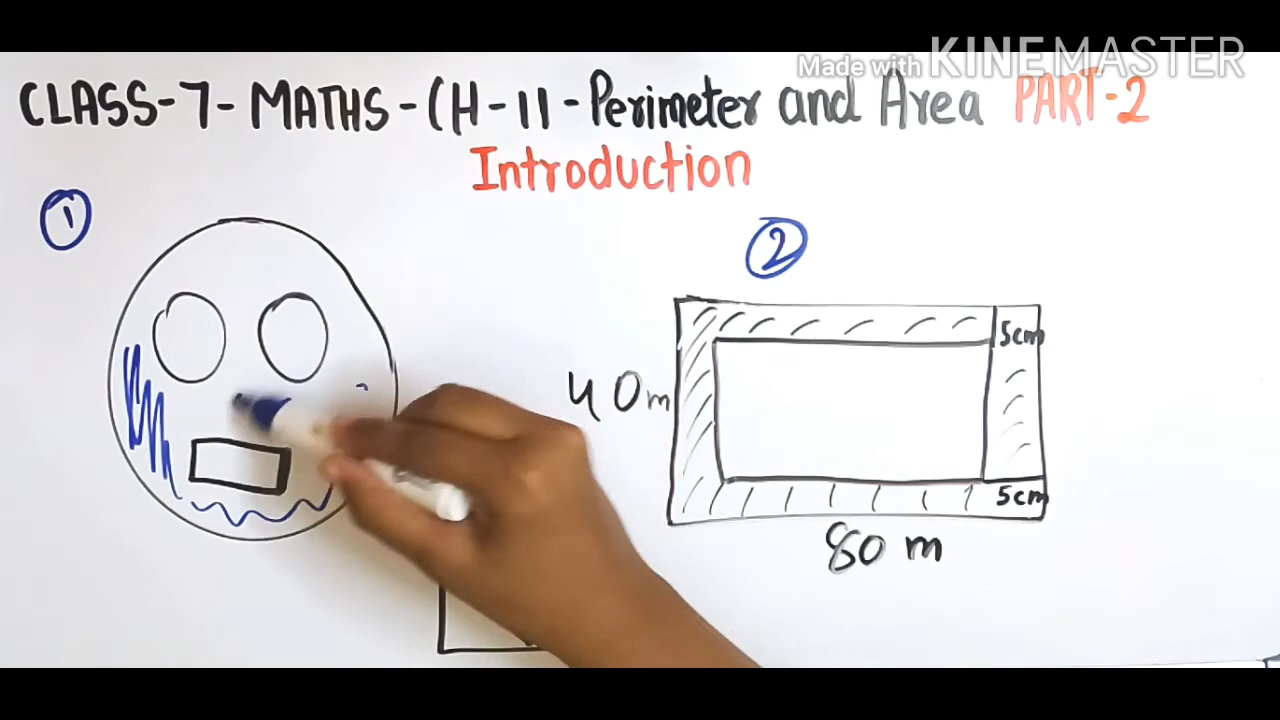 Made with KINEMASTER
CLASS-7-MATHS-CH-11-Perimeter and Area PART-2
Introduction
1
2
5cm
40m
5cm
80 m